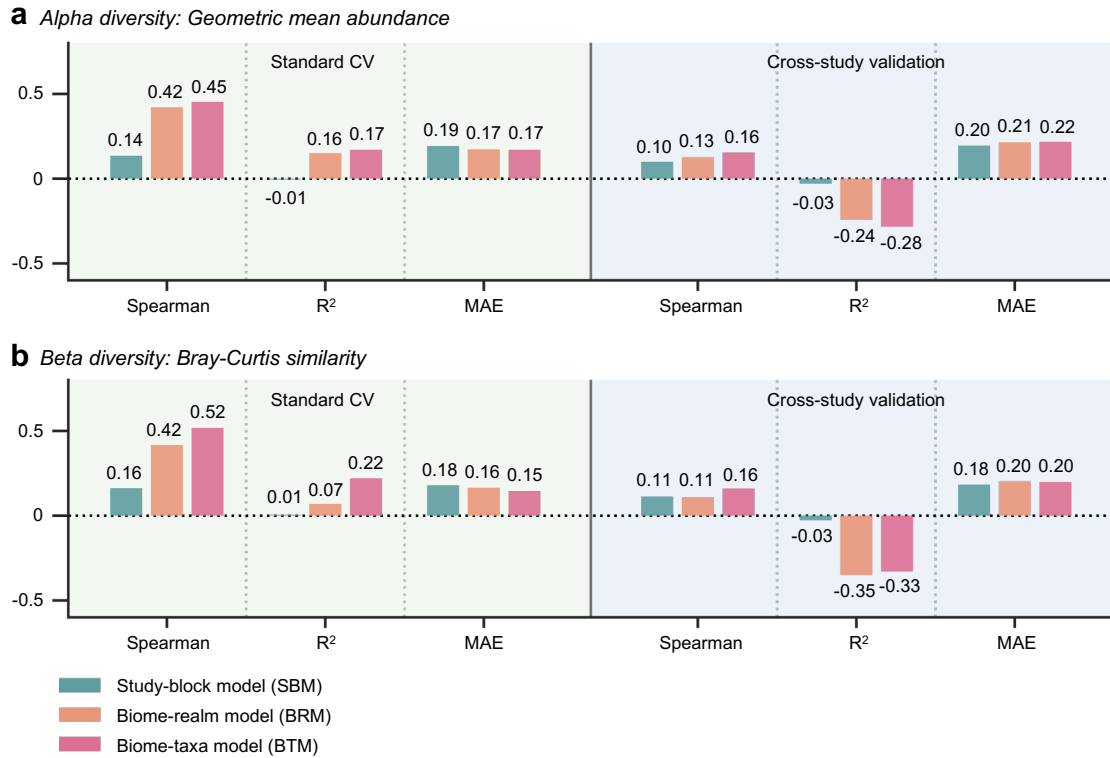 a Alpha diversity: Geometric mean abundance
Standard CV
Cross-study validation
0.5
0
-0.5
0.14 0.42 0.45
-0.01 0.16 0.17
0.19 0.17 0.17
0.10 0.13 0.16
-0.03 -0.24 -0.28
0.20 0.21 0.22
Spearman R² MAE Spearman R² MAE
b Beta diversity: Bray-Curtis similarity
Standard CV
Cross-study validation
0.5
0
-0.5
0.16 0.42 0.52
0.01 0.07 0.22
0.18 0.16 0.15
0.11 0.11 0.16
-0.03 -0.35 -0.33
0.18 0.20 0.20
Spearman R² MAE Spearman R² MAE
Study-block model (SBM)
Biome-realm model (BRM)
Biome-taxa model (BTM)